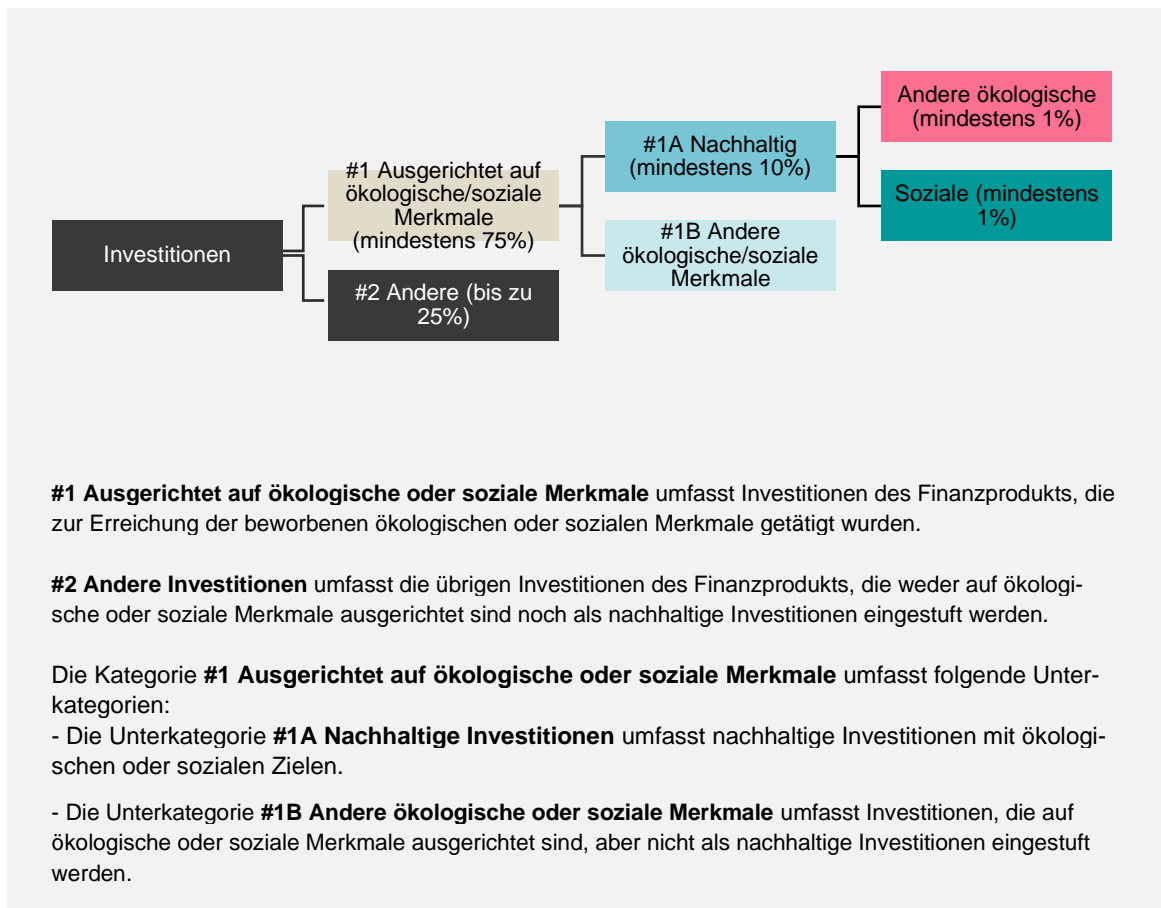 Investitionen
#1 Ausgerichtet auf
ökologische/soziale
Merkmale
(mindestens 75%)
#2 Andere (bis zu
25%)
#1A Nachhaltig
(mindestens 10%)
#1B Andere
ökologische/soziale
Merkmale
Andere ökologische
(mindestens 1%)
Soziale (mindestens
1%)
#1 Ausgerichtet auf ökologische oder soziale Merkmale umfasst Investitionen des Finanzprodukts, die
zur Erreichung der beworbenen ökologischen oder sozialen Merkmale getätigt wurden.
#2 Andere Investitionen umfasst die übrigen Investitionen des Finanzprodukts, die weder auf ökologi-
sche oder soziale Merkmale ausgerichtet sind noch als nachhaltige Investitionen eingestuft werden.
Die Kategorie #1 Ausgerichtet auf ökologische oder soziale Merkmale umfasst folgende Unter-
kategorien:
- Die Unterkategorie #1A Nachhaltige Investitionen umfasst nachhaltige Investitionen mit ökologi-
schen oder sozialen Zielen.
- Die Unterkategorie #1B Andere ökologische oder soziale Merkmale umfasst Investitionen, die auf
ökologische oder soziale Merkmale ausgerichtet sind, aber nicht als nachhaltige Investitionen eingestuft
werden.